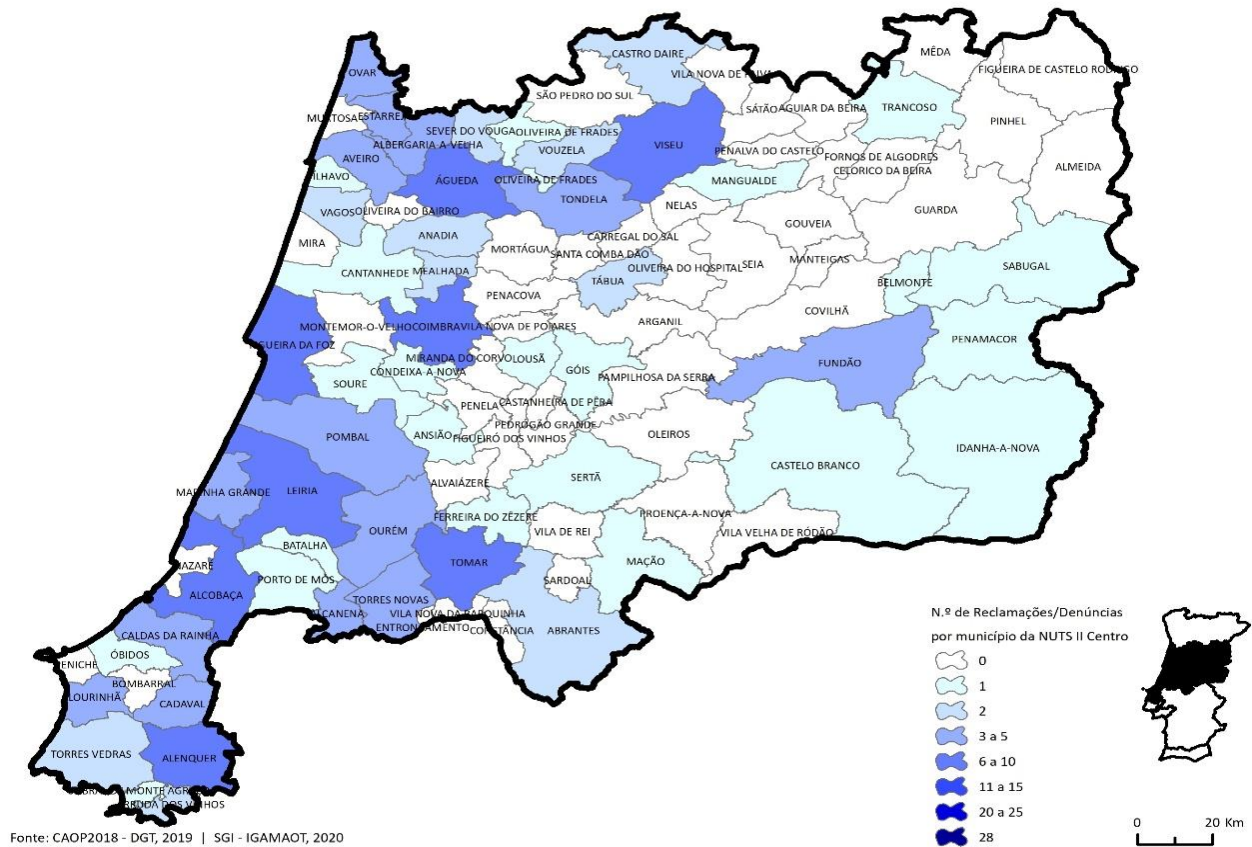 MÊDA
CASTRO DAIRE
FIGUEIRA DE CASTELO RODRIGO
OVAR
VILA NOVA DE
SÃO PEDRO DO SUL
SÁTÃO
AGUIAR DA BEIRA
TRANCOSO
PINHEL
MURTOSA
ESTARREJA
SEVER DO VOUGA
OLIVEIRA DE FRADES
ALBERGARIA-A-VELHA
VISEU
VOUZELA
PENALVA DO CASTELO
AVEIRO
FORNOS DE ALGODRES
ALMEIDA
CELORICO DA BEIRA
ÍLHAVO
ÁGUEDA
OLIVEIRA DE FRADES
MANGUALDE
TONDELA
NELAS
GUARDA
VAGOS
OLIVEIRA DO BAIRRO
GOUVEIA
ANADIA
CARREGAL DO SAL
MIRA
MORTÁGUA
SANTA COMBA DÃO
MANTEIGAS
CANTANHEDE
MEALHADA
OLIVEIRA DO HOSPITAL
SEIA
SABUGAL
TÁBUA
BELMONTE
PENACOVA
COVILHÃ
MONTEMOR-O-VELHO
COIMBRA
VILA NOVA DE POIARES
ARGANIL
PENAMACOR
FIGUEIRA DA FOZ
MIRANDA DO CORVO
LOUSÃ
FUNDÃO
CONDEIXA-A-NOVA
GÓIS
PAMPILHOSA DA SERRA
SOURE
PENELA
CASTANHEIRA DE PÊRA
PEDRÓGÃO GRANDE
POMBAL
ANSIÃO
FIGUEIRÓ DOS VINHOS
OLEIROS
IDANHA-A-NOVA
CASTELO BRANCO
SERTÃ
ALVAIÁZERE
MARINHA GRANDE
LEIRIA
FERREIRA DO ZÊZERE
PROENÇA-A-NOVA
OURÉM
VILA DE REI
VILA VELHA DE RÓDÃO
BATALHA
NAZARÉ
TOMAR
MAÇÃO
PORTO DE MÓS
SARDOAL
ALCOBAÇA
TORRES NOVAS
ALCANENA
VILA NOVA DA BARQUINHA
ENTRONCAMENTO
CONSTÂNCIA
ABRANTES
CALDAS DA RAINHA
ÓBIDOS
PENICHE
BOMBARRAL
LOURINHÃ
CADAVAL
TORRES VEDRAS
ALENQUER
MONTE AGRAÇO
ARRUDA DOS VINHOS
N.º de Reclamações/Denúncias
por município da NUTS II Centro
0
1
2
3 a 5
6 a 10
11 a 15
20 a 25
28
0 20 Km
Fonte: CAOP2018 - DGT, 2019 | SGI - IGAMAOT, 2020